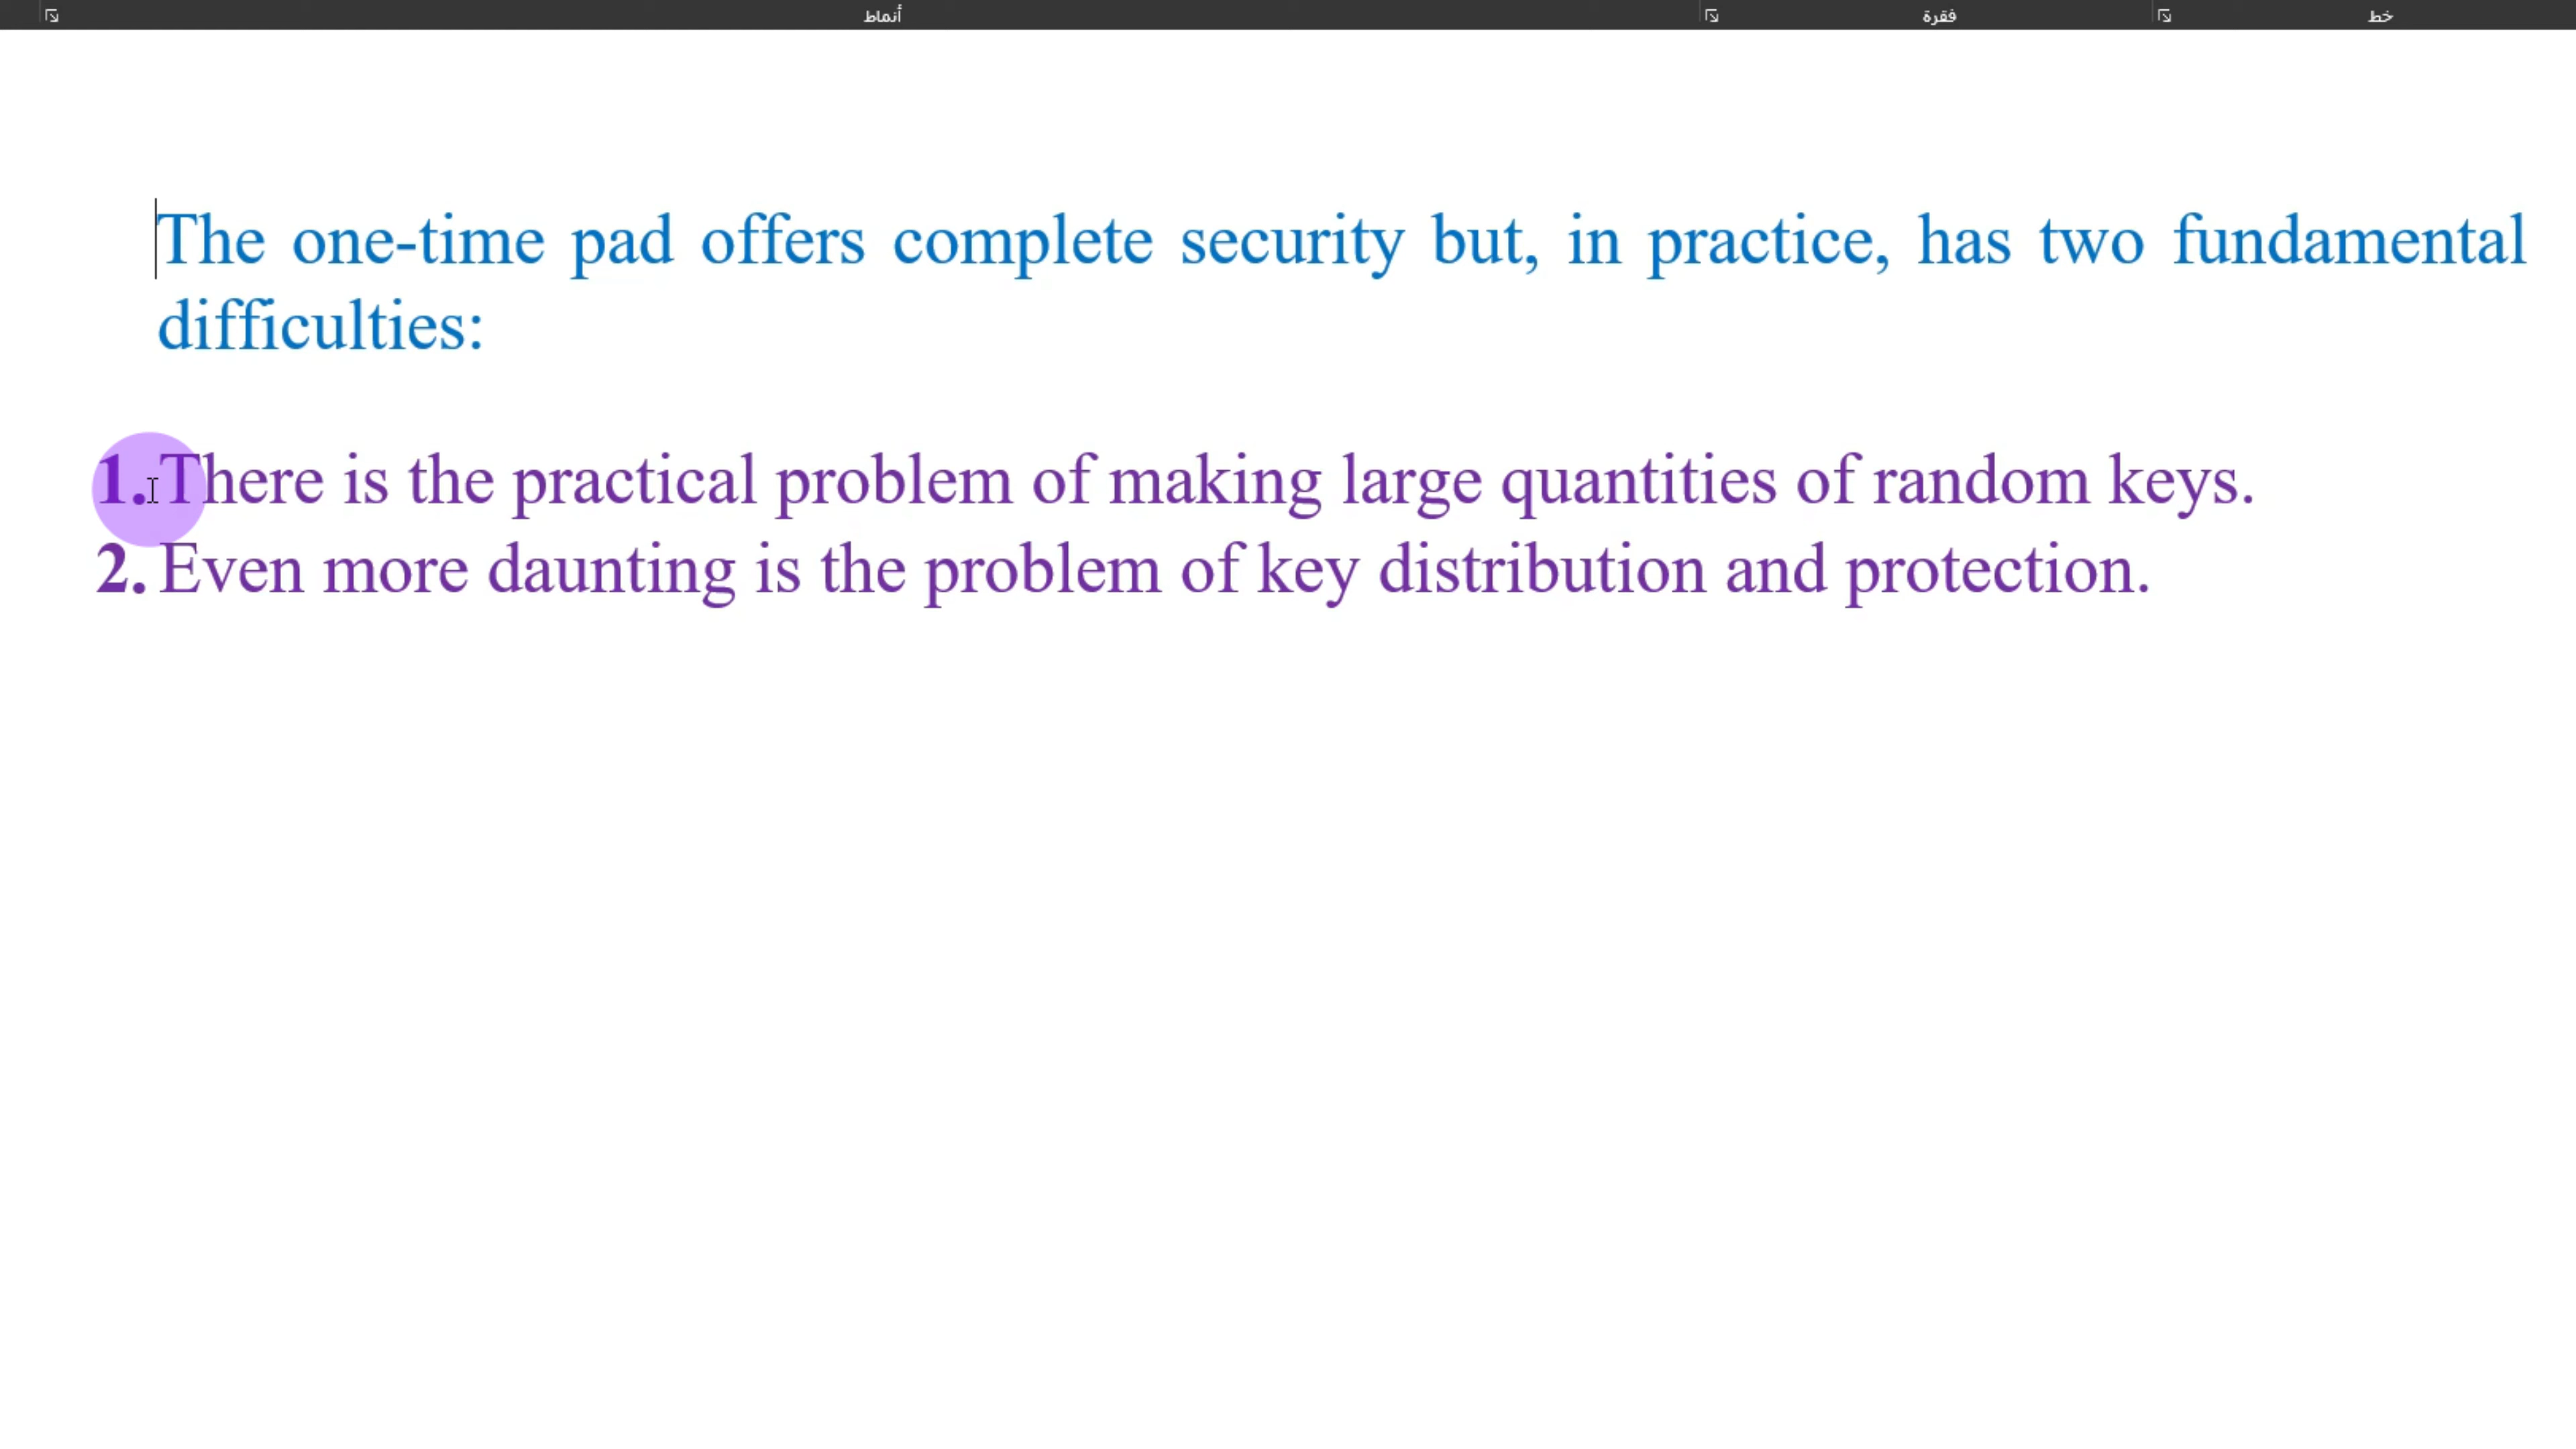 أنماط فقرة خط
The one-time pad offers complete security but, in practice, has two fundamental
difficulties:
1. There is the practical problem of making large quantities of random keys.
2. Even more daunting is the problem of key distribution and protection.